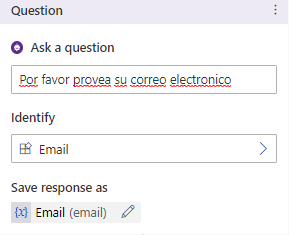 Question
Ask a question
Por favor provea su correo electronico
Identify
Email
Save response as
{x} Email (email)